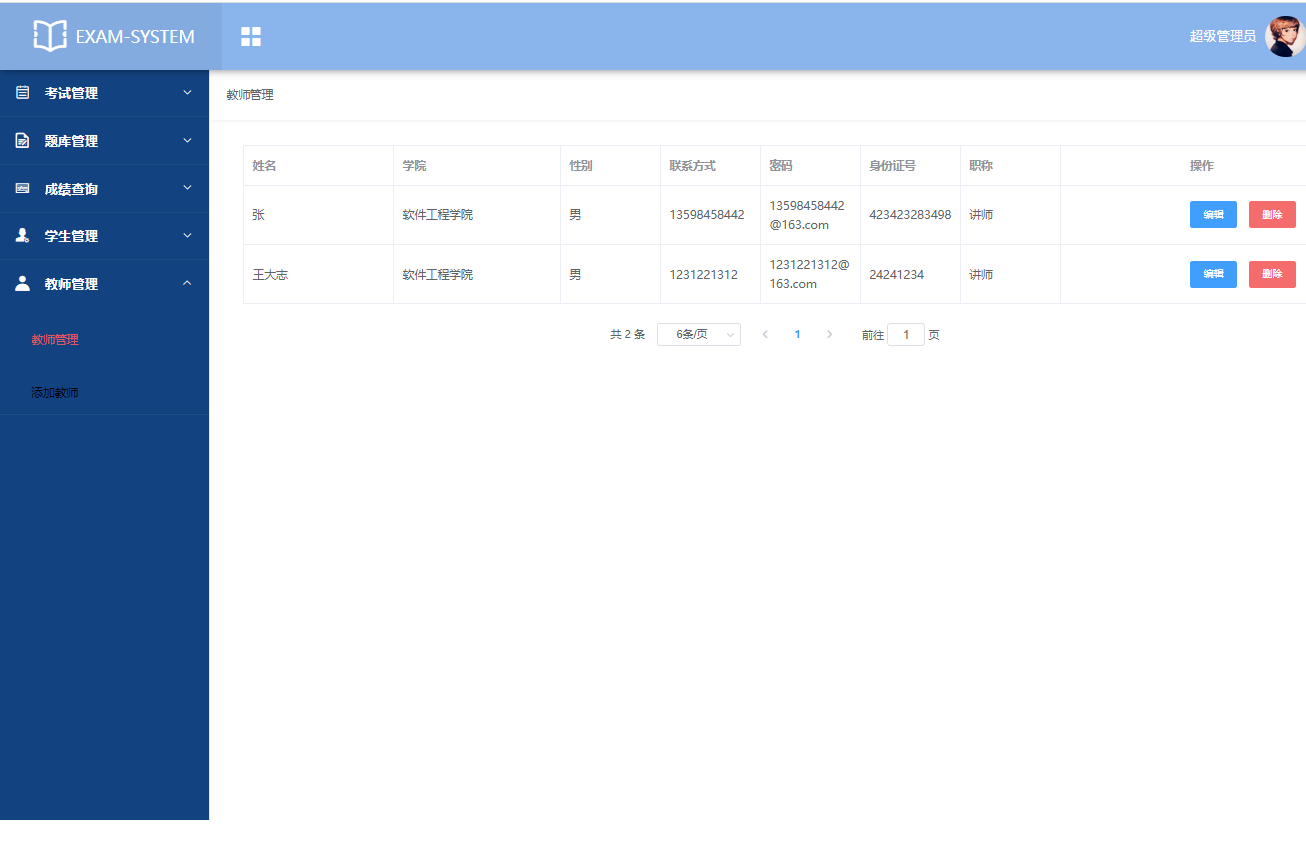 EXAM-SYSTEM
超级管理员
考试管理
题库管理
成绩查询
学生管理
教师管理
教师管理
添加教师
教师管理
姓名 学院 性别 联系方式 密码 身份证号 职称 操作
张 软件工程学院 男 13598458442 13598458442 423423283498 讲师 编辑 删除
@163.com
王大志 软件工程学院 男 1231221312 1231221312@ 24241234 讲师 编辑 删除
163.com
共 2 条 6条/页 1 前往 1 页